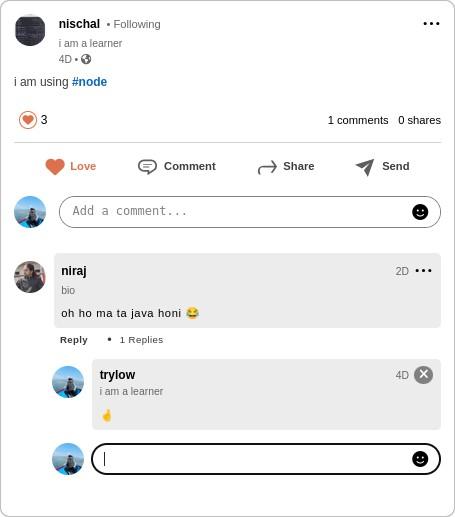 nischal • Following
i am a learner
4D •
i am using #node
3 1 comments 0 shares
Love Comment Share Send
Add a comment...
niraj 2D
bio
oh ho ma ta java honi 😂
Reply • 1 Replies
trylow 4D
i am a learner
🤞